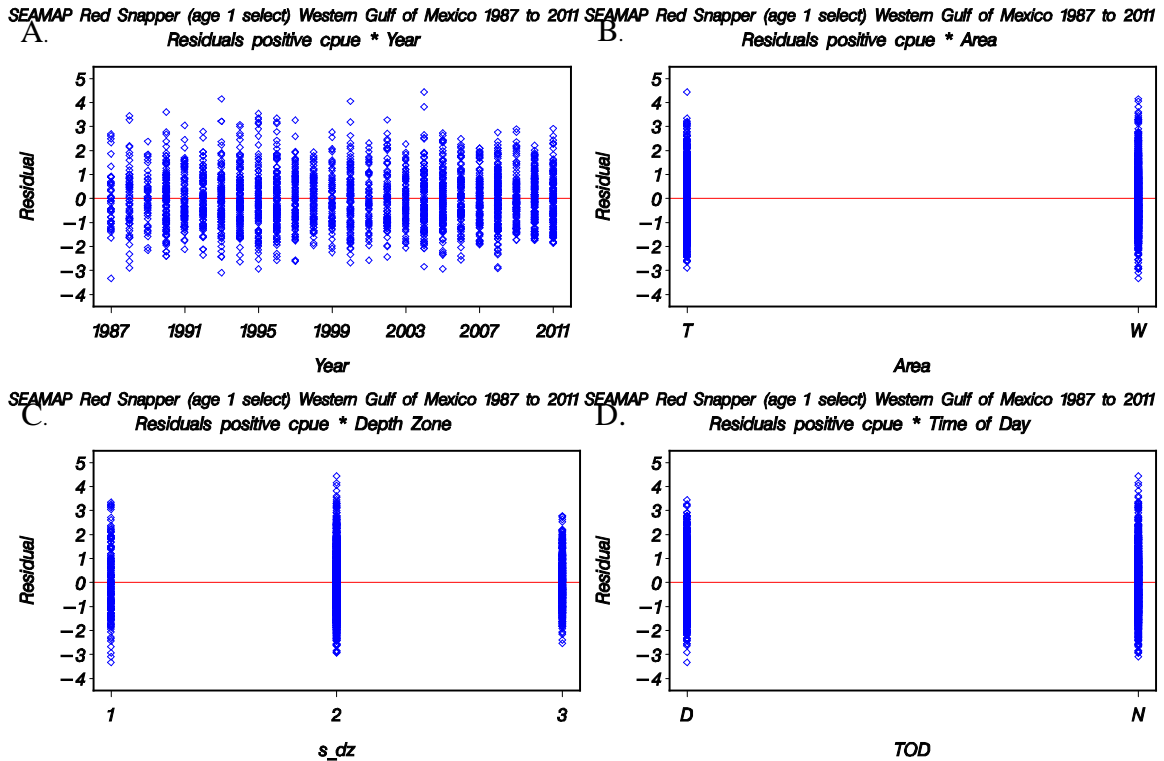 SEAMAP Red Snapper (age 1 select) Western Gulf of Mexico 1987 to 2011
A.
Residuals positive cpue * Year
5
4
3
2
1
0
−1
−2
−3
−4
Residual
1987 1991 1995 1999 2003 2007 2011
Year
SEAMAP Red Snapper (age 1 select) Western Gulf of Mexico 1987 to 2011
B.
Residuals positive cpue * Area
5
4
3
2
1
0
−1
−2
−3
−4
Residual
T W
Area
SEAMAP Red Snapper (age 1 select) Western Gulf of Mexico 1987 to 2011
C.
Residuals positive cpue * Depth Zone
5
4
3
2
1
0
−1
−2
−3
−4
Residual
1 2 3
s_dz
SEAMAP Red Snapper (age 1 select) Western Gulf of Mexico 1987 to 2011
D.
Residuals positive cpue * Time of Day
5
4
3
2
1
0
−1
−2
−3
−4
Residual
D N
TOD